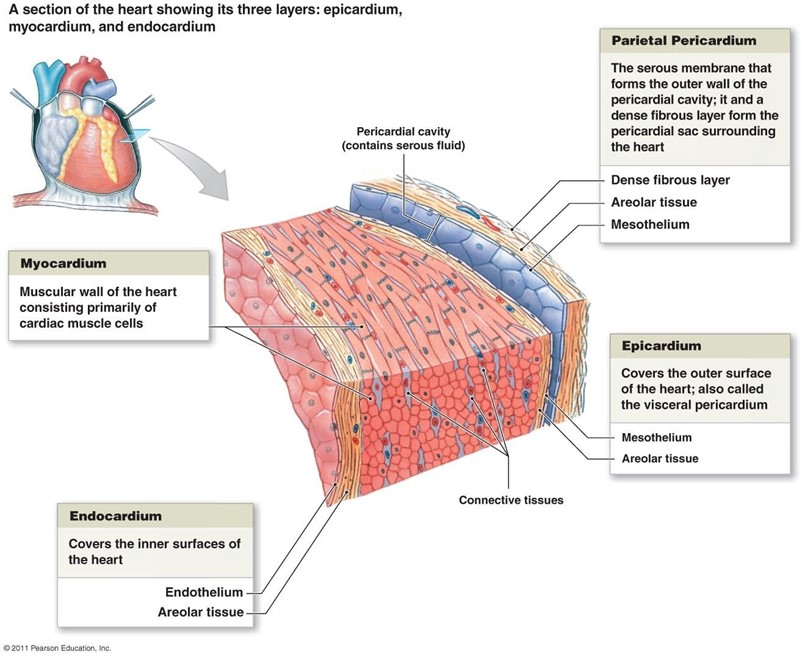 A section of the heart showing its three layers: epicardium,
myocardium, and endocardium
Parietal Pericardium
The serous membrane that
forms the outer wall of the
pericardial cavity; it and a
dense fibrous layer form the
pericardial sac surrounding
the heart
Dense fibrous layer
Areolar tissue
Mesothelium
Pericardial cavity
(contains serous fluid)
Myocardium
Muscular wall of the heart
consisting primarily of
cardiac muscle cells
Epicardium
Covers the outer surface
of the heart; also called
the visceral pericardium
Mesothelium
Areolar tissue
Connective tissues
Endocardium
Covers the inner surfaces of
the heart
Endothelium
Areolar tissue
© 2011 Pearson Education, Inc.